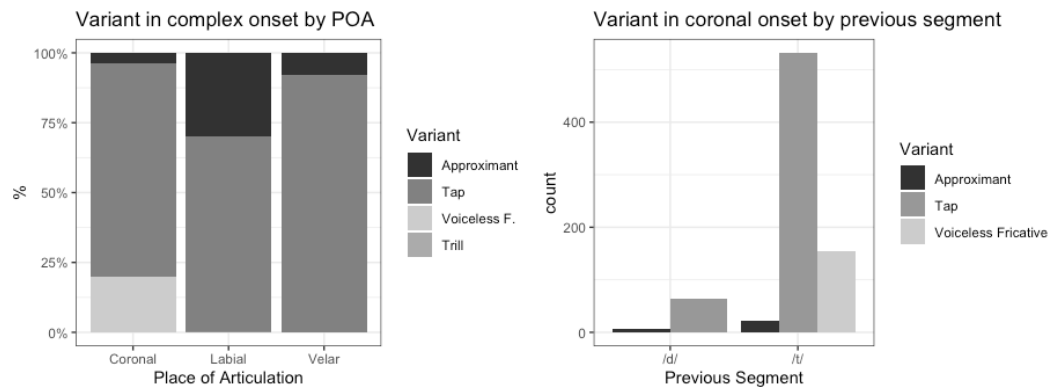 Variant in complex onset by POA
100%
75%
50%
25%
0%
%
Coronal
Labial
Velar
Place of Articulation
Variant
Approximant
Tap
Voiceless F.
Trill
Variant in coronal onset by previous segment
400
200
0
count
/d/
/t/
Previous Segment
Variant
Approximant
Tap
Voiceless Fricative